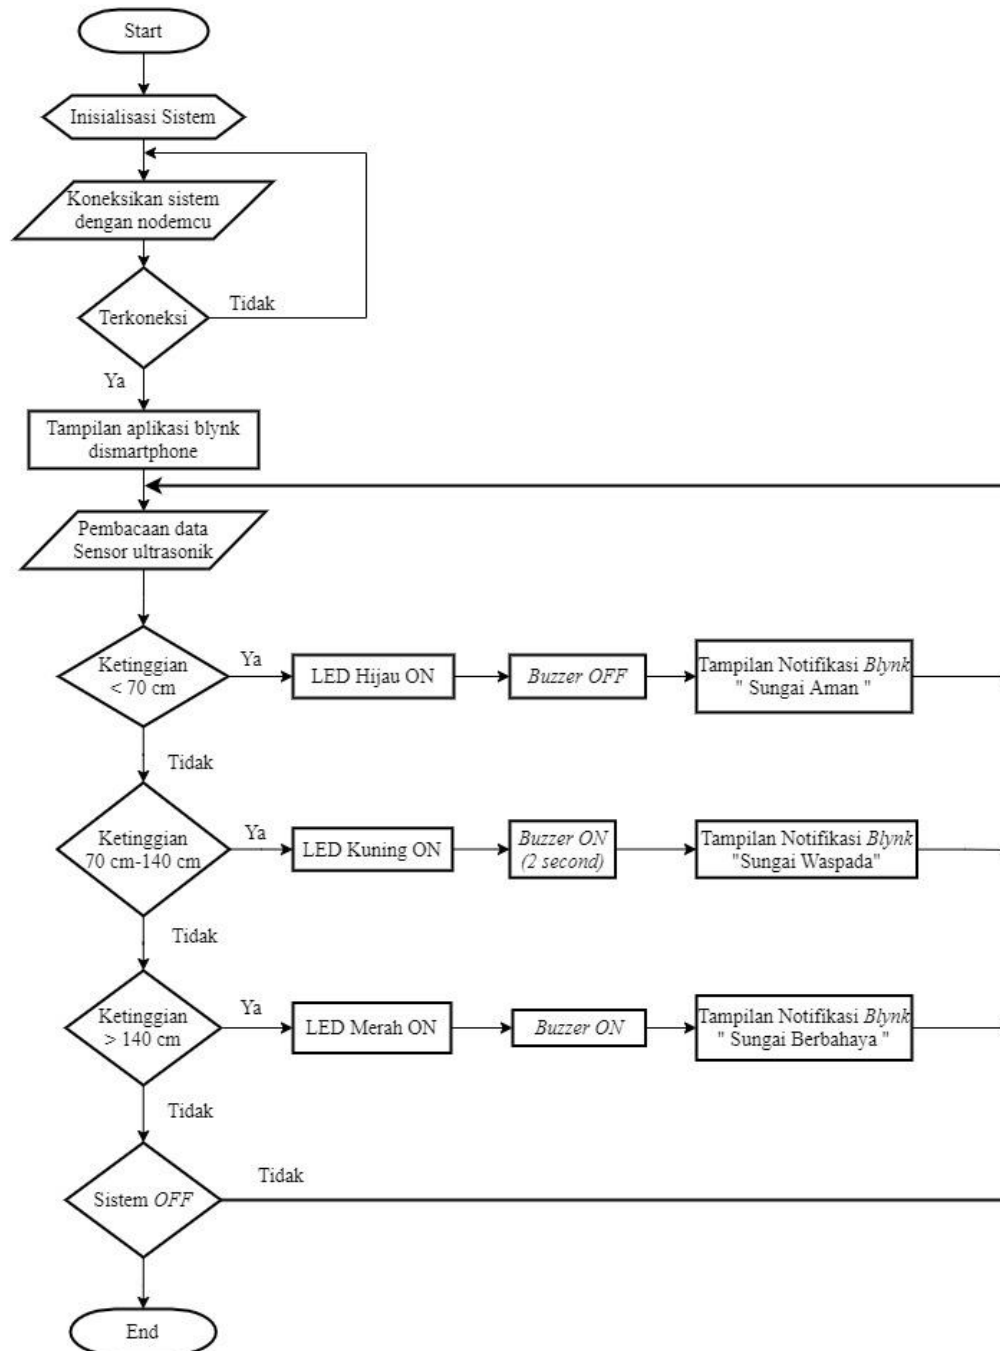 Start
Inisialisasi Sistem
Koneksikan sistem
dengan nodemcu
Terkoneksi
Tidak
Ya
Tampilan aplikasi blynk
dismartphone
Pembacaan data
Sensor ultrasonik
Ketinggian
< 70 cm
Ya
LED Hijau ON
Buzzer OFF
Tampilan Notifikasi Blynk
" Sungai Aman "
Tidak
Ketinggian
70 cm-140 cm
Ya
LED Kuning ON
Buzzer ON
(2 second)
Tampilan Notifikasi Blynk
"Sungai Waspada"
Tidak
Ketinggian
> 140 cm
Ya
LED Merah ON
Buzzer ON
Tampilan Notifikasi Blynk
" Sungai Berbahaya "
Tidak
Sistem OFF
Tidak
End